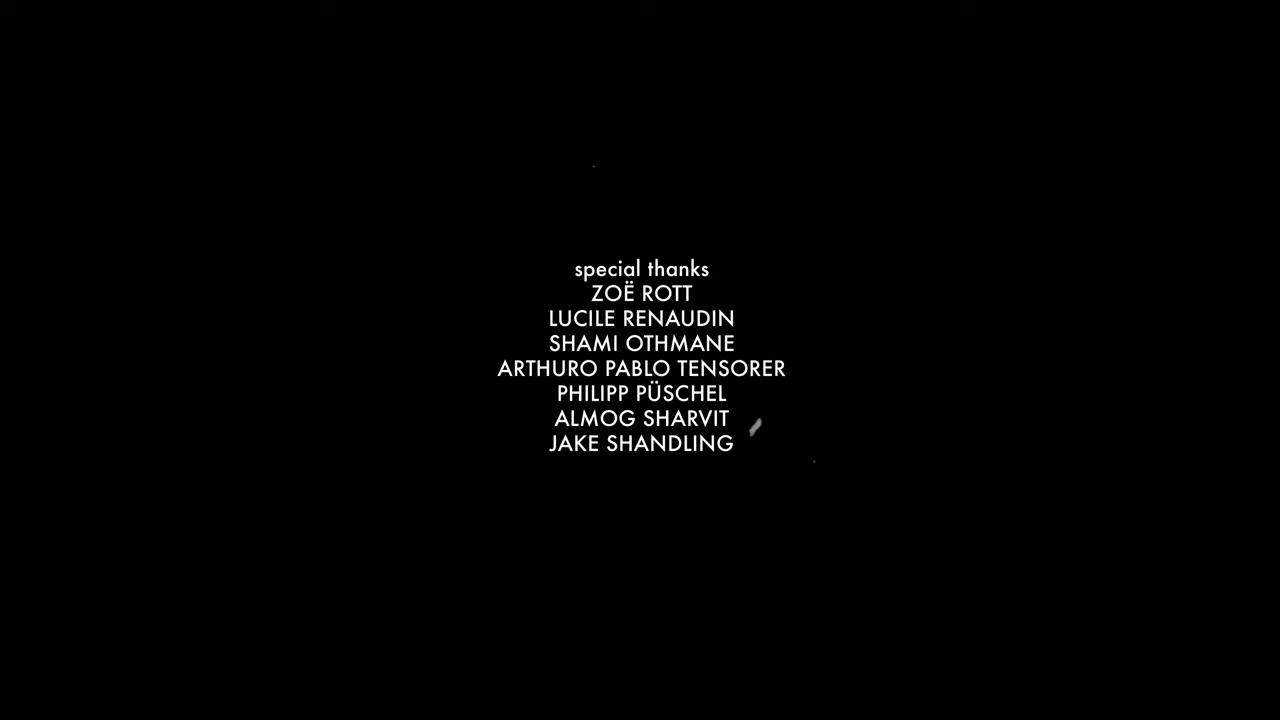 special thanks
ZOË ROTT
LUCILE RENAUDIN
SHAMI OTHMANE
ARTHURO PABLO TENSORER
PHILIPP PÜSCHEL
ALMOG SHARVIT
JAKE SHANDLING